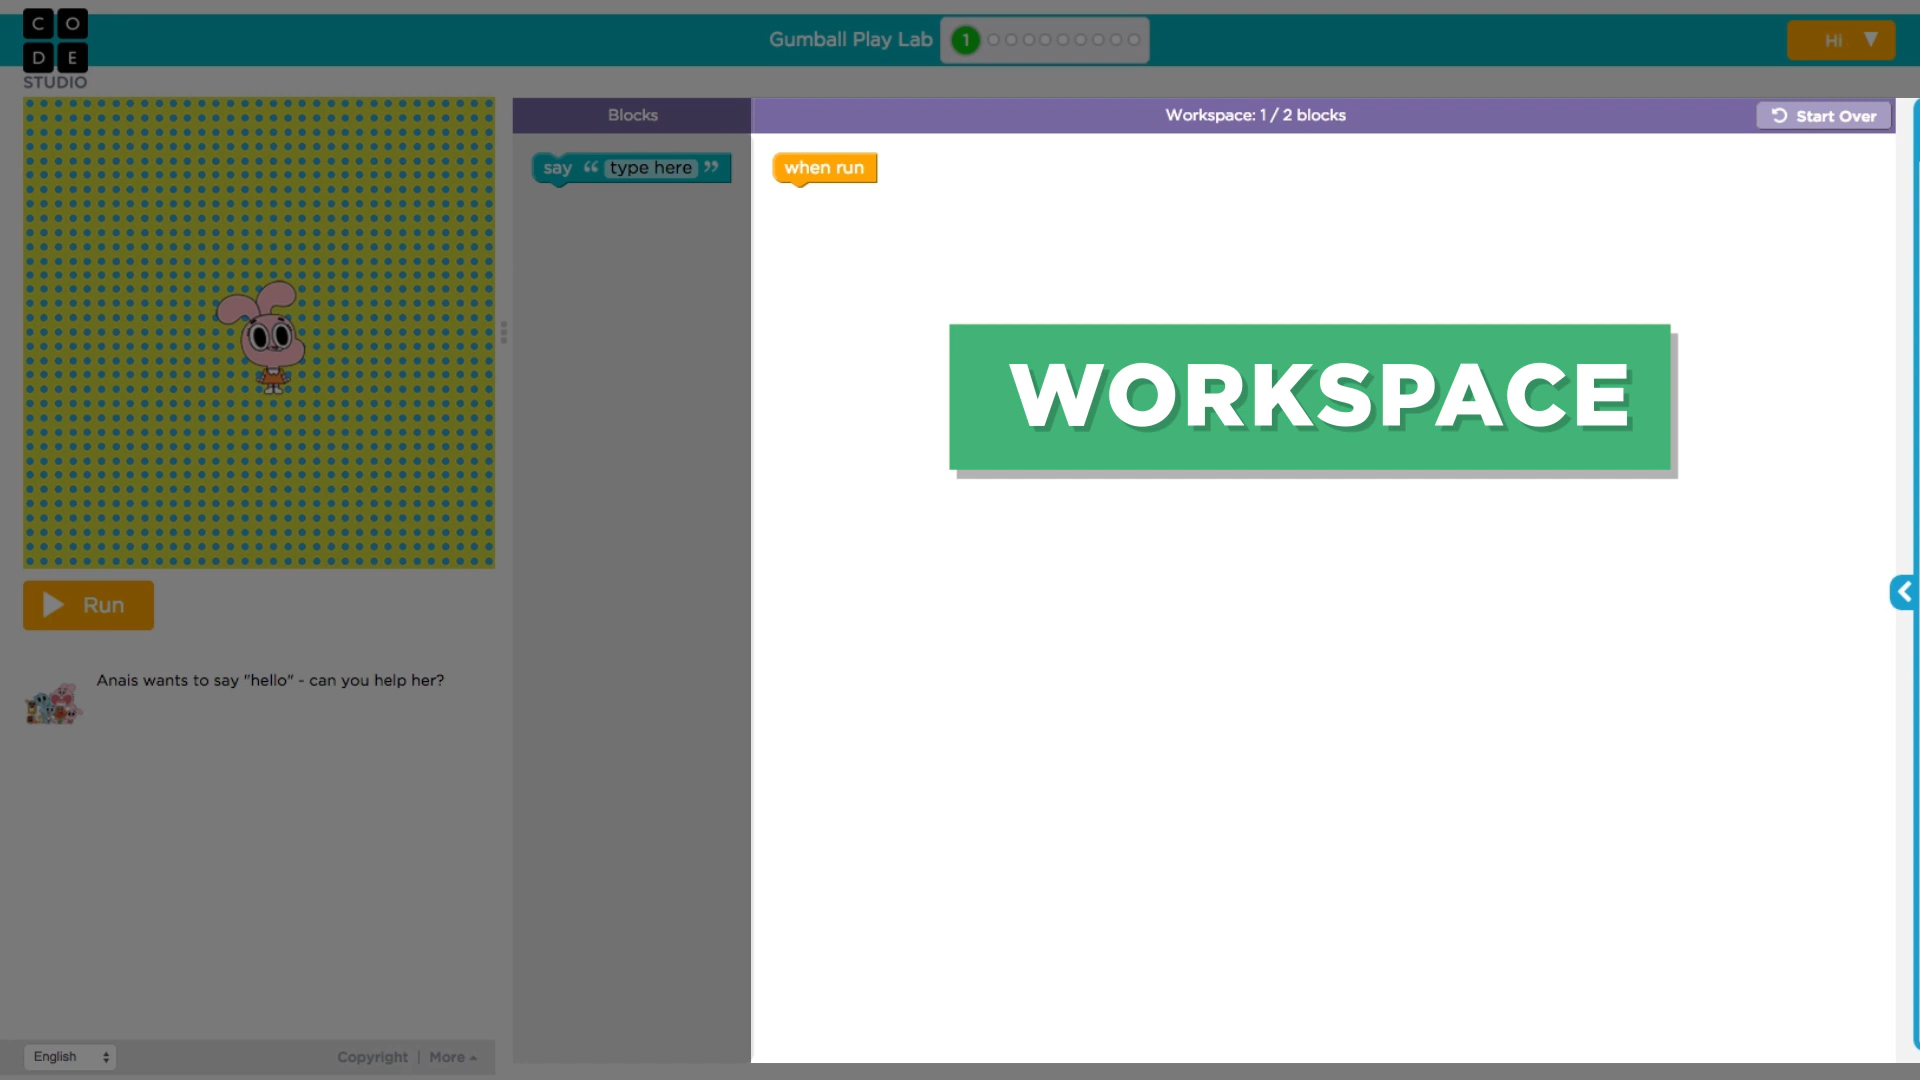 CODE
STUDIO
Gumball Play Lab
1
Hi
Blocks
Workspace: 1 / 2 blocks
Start Over
say “ type here ”
when run
WORKSPACE
Run
Anais wants to say "hello" - can you help her?
English
Copyright | More